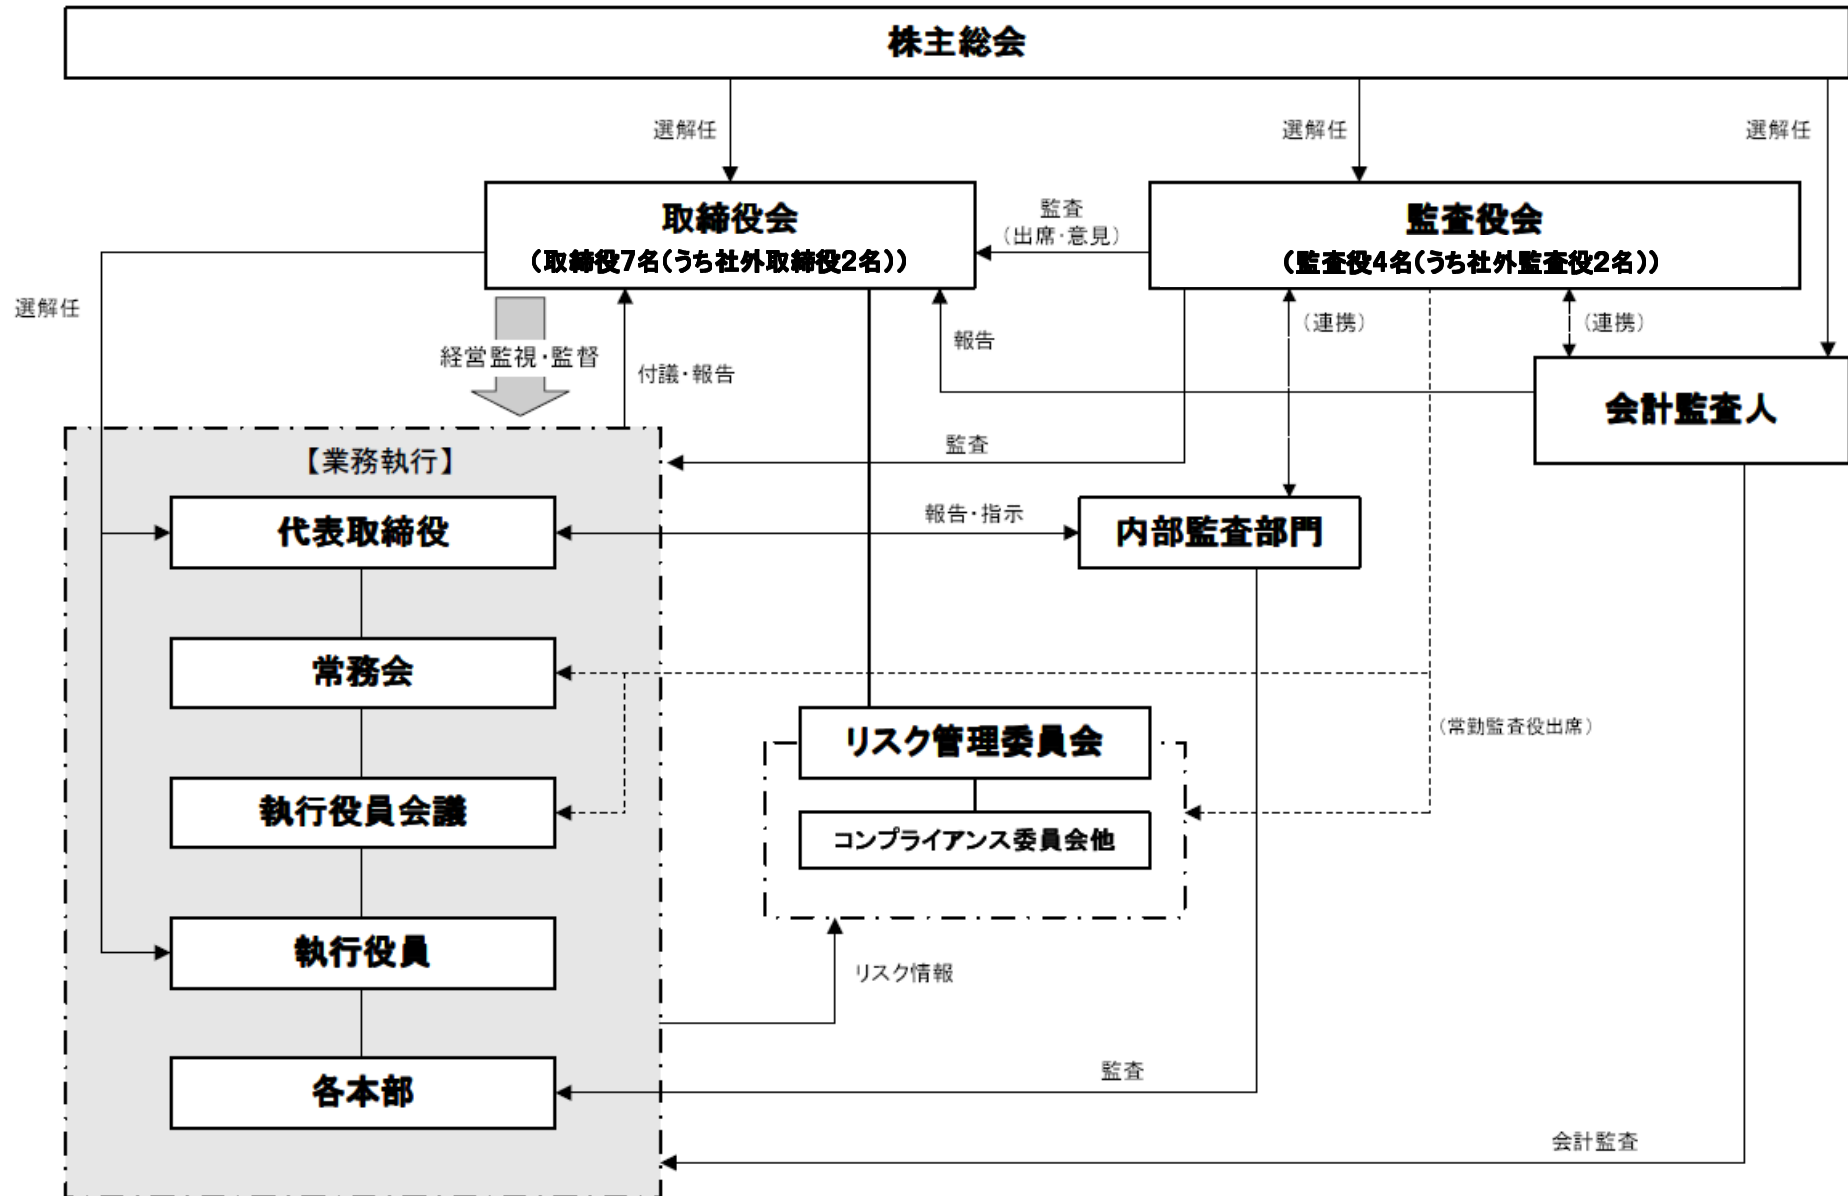 株主総会
選解任
選解任
選解任
取締役会
（取締役7名（うち社外取締役2名））
監査
（出席・意見）
監査役会
（監査役4名（うち社外監査役2名））
選解任
経営監視・監督
付議・報告
報告
（連携）
（連携）
会計監査人
監査
【業務執行】
代表取締役
報告・指示
内部監査部門
常務会
リスク管理委員会
（常勤監査役出席）
執行役員会議
コンプライアンス委員会他
執行役員
リスク情報
各本部
監査
会計監査